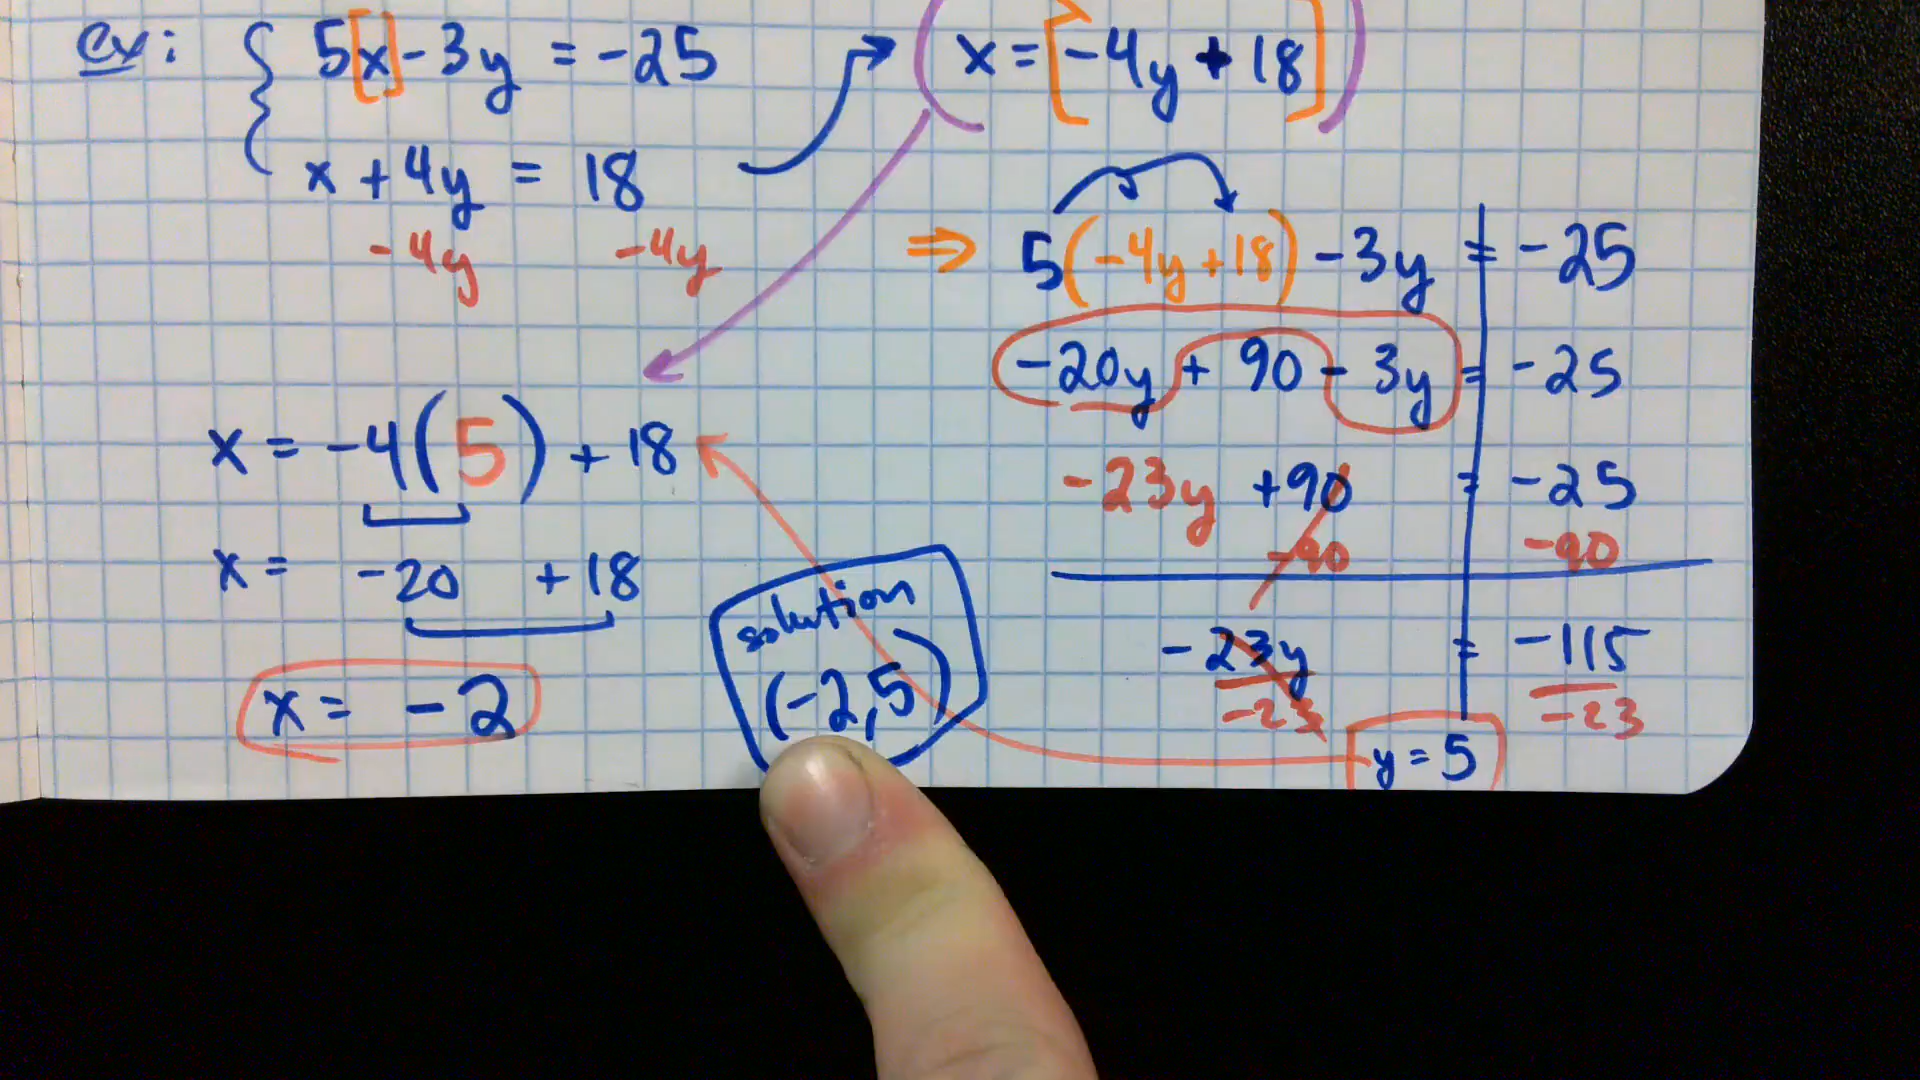 ex: 5x - 3y = -25
x + 4y = 18
-4y -4y
x = -4y + 18
5(-4y + 18) - 3y = -25
-20y + 90 - 3y = -25
-23y + 90 = -25
-90 -90
-23y = -115
-23 -23
y = 5
x = -4(5) + 18
x = -20 + 18
x = -2
solution
(-2, 5)